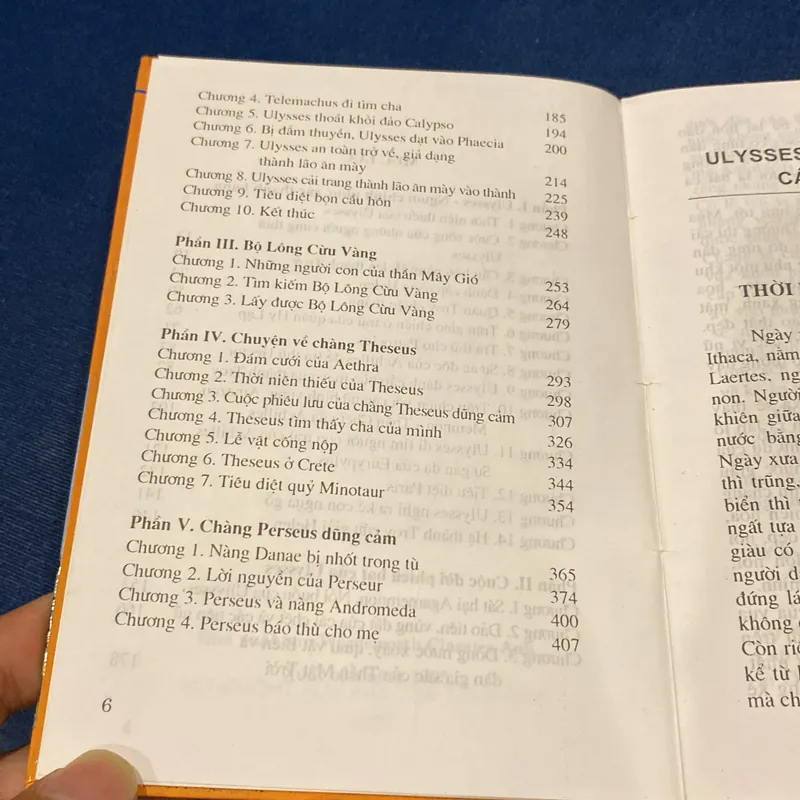 Chương 4. Telemachus đi tìm cha 185
Chương 5. Ulysses thoát khỏi đảo Calypso 194
Chương 6. Bị đắm thuyền, Ulysses dạt vào Phaecia 200
Chương 7. Ulysses an toàn trở về, giả dạng
thành lão ăn mày 214
Chương 8. Ulysses cải trang thành lão ăn mày vào thành 225
Chương 9. Tiêu diệt bọn cầu hôn 239
Chương 10. Kết thúc 248
Phần III. Bộ Lông Cừu Vàng
Chương 1. Những người con của thần Mây Gió 253
Chương 2. Tìm kiếm Bộ Lông Cừu Vàng 264
Chương 3. Lấy được Bộ Lông Cừu Vàng 279
Phần IV. Chuyện về chàng Theseus
Chương 1. Đám cưới của Aethra 293
Chương 2. Thời niên thiếu của Theseus 298
Chương 3. Cuộc phiêu lưu của chàng Theseus dũng cảm 307
Chương 4. Theseus tìm thấy cha của mình 326
Chương 5. Lễ vật cống nộp 334
Chương 6. Theseus ở Crete 344
Chương 7. Tiêu diệt quỷ Minotaur 354
Phần V. Chàng Perseus dũng cảm
Chương 1. Nàng Danae bị nhốt trong tù 365
Chương 2. Lời nguyền của Perseur 374
Chương 3. Perseus và nàng Andromeda 400
Chương 4. Perseus báo thù cho mẹ 407
6
ULYSSES
THỜI
Ngày
Ithaca, nằm
Laertes, ng
non. Người
khiên giữa
nước bằng
Ngày xưa
thì trũng,
biển thì
ngất tựa
giàu có
người d
đứng lá
không
Còn riê
kể từ
mà ch